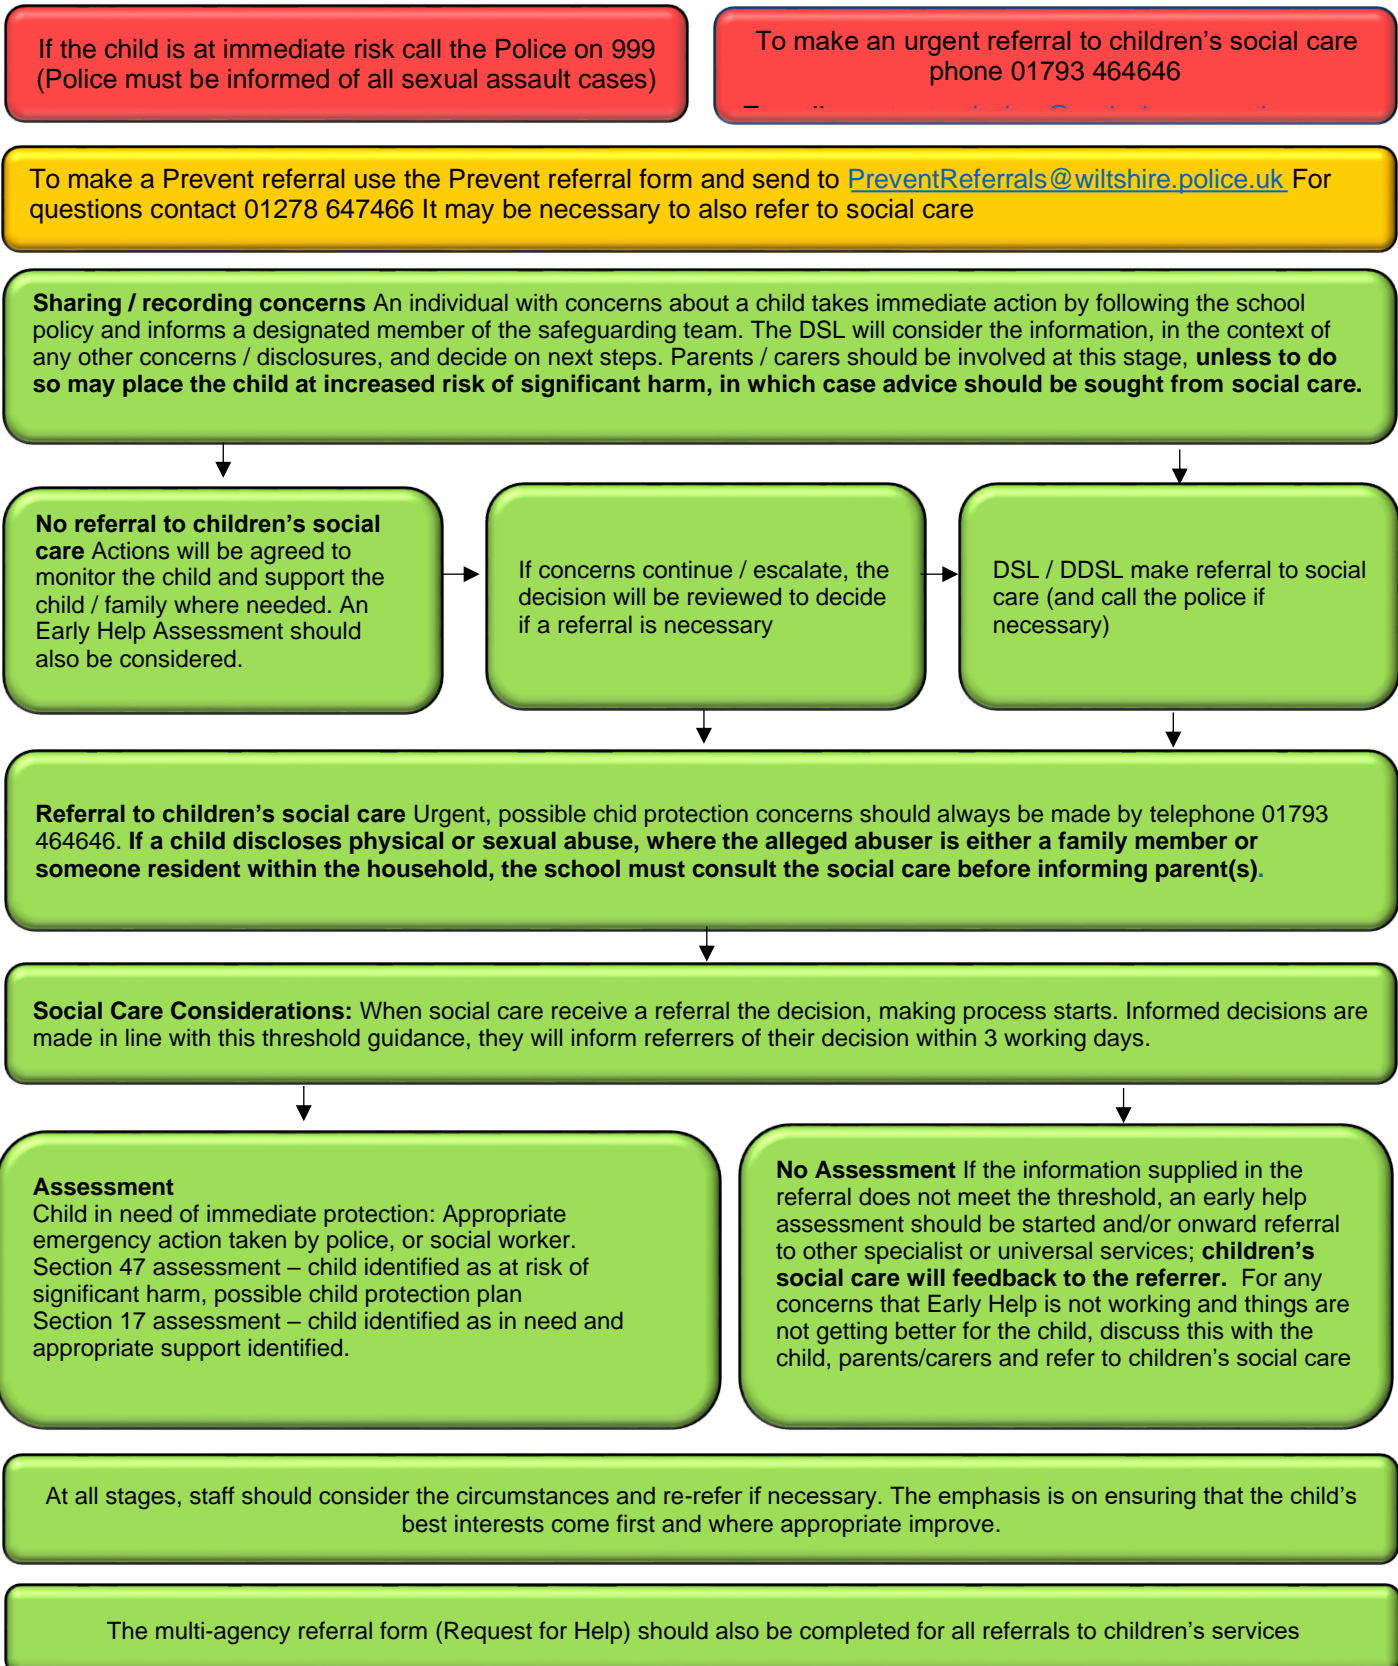 If the child is at immediate risk call the Police on 999
(Police must be informed of all sexual assault cases)
To make an urgent referral to children’s social care
phone 01793 464646
To make a Prevent referral use the Prevent referral form and send to PreventReferrals@wiltshire.police.uk For
questions contact 01278 647466 It may be necessary to also refer to social care
Sharing / recording concerns An individual with concerns about a child takes immediate action by following the school
policy and informs a designated member of the safeguarding team. The DSL will consider the information, in the context of
any other concerns / disclosures, and decide on next steps. Parents / carers should be involved at this stage, unless to do
so may place the child at increased risk of significant harm, in which case advice should be sought from social care.
No referral to children’s social
care Actions will be agreed to
monitor the child and support the
child / family where needed. An
Early Help Assessment should
also be considered.
If concerns continue / escalate, the
decision will be reviewed to decide
if a referral is necessary
DSL / DDSL make referral to social
care (and call the police if
necessary)
Referral to children’s social care Urgent, possible chid protection concerns should always be made by telephone 01793
464646. If a child discloses physical or sexual abuse, where the alleged abuser is either a family member or
someone resident within the household, the school must consult the social care before informing parent(s).
Social Care Considerations: When social care receive a referral the decision, making process starts. Informed decisions are
made in line with this threshold guidance, they will inform referrers of their decision within 3 working days.
Assessment
Child in need of immediate protection: Appropriate
emergency action taken by police, or social worker.
Section 47 assessment – child identified as at risk of
significant harm, possible child protection plan
Section 17 assessment – child identified as in need and
appropriate support identified.
No Assessment If the information supplied in the
referral does not meet the threshold, an early help
assessment should be started and/or onward referral
to other specialist or universal services; children’s
social care will feedback to the referrer. For any
concerns that Early Help is not working and things are
not getting better for the child, discuss this with the
child, parents/carers and refer to children’s social care
At all stages, staff should consider the circumstances and re-refer if necessary. The emphasis is on ensuring that the child’s
best interests come first and where appropriate improve.
The multi-agency referral form (Request for Help) should also be completed for all referrals to children’s services